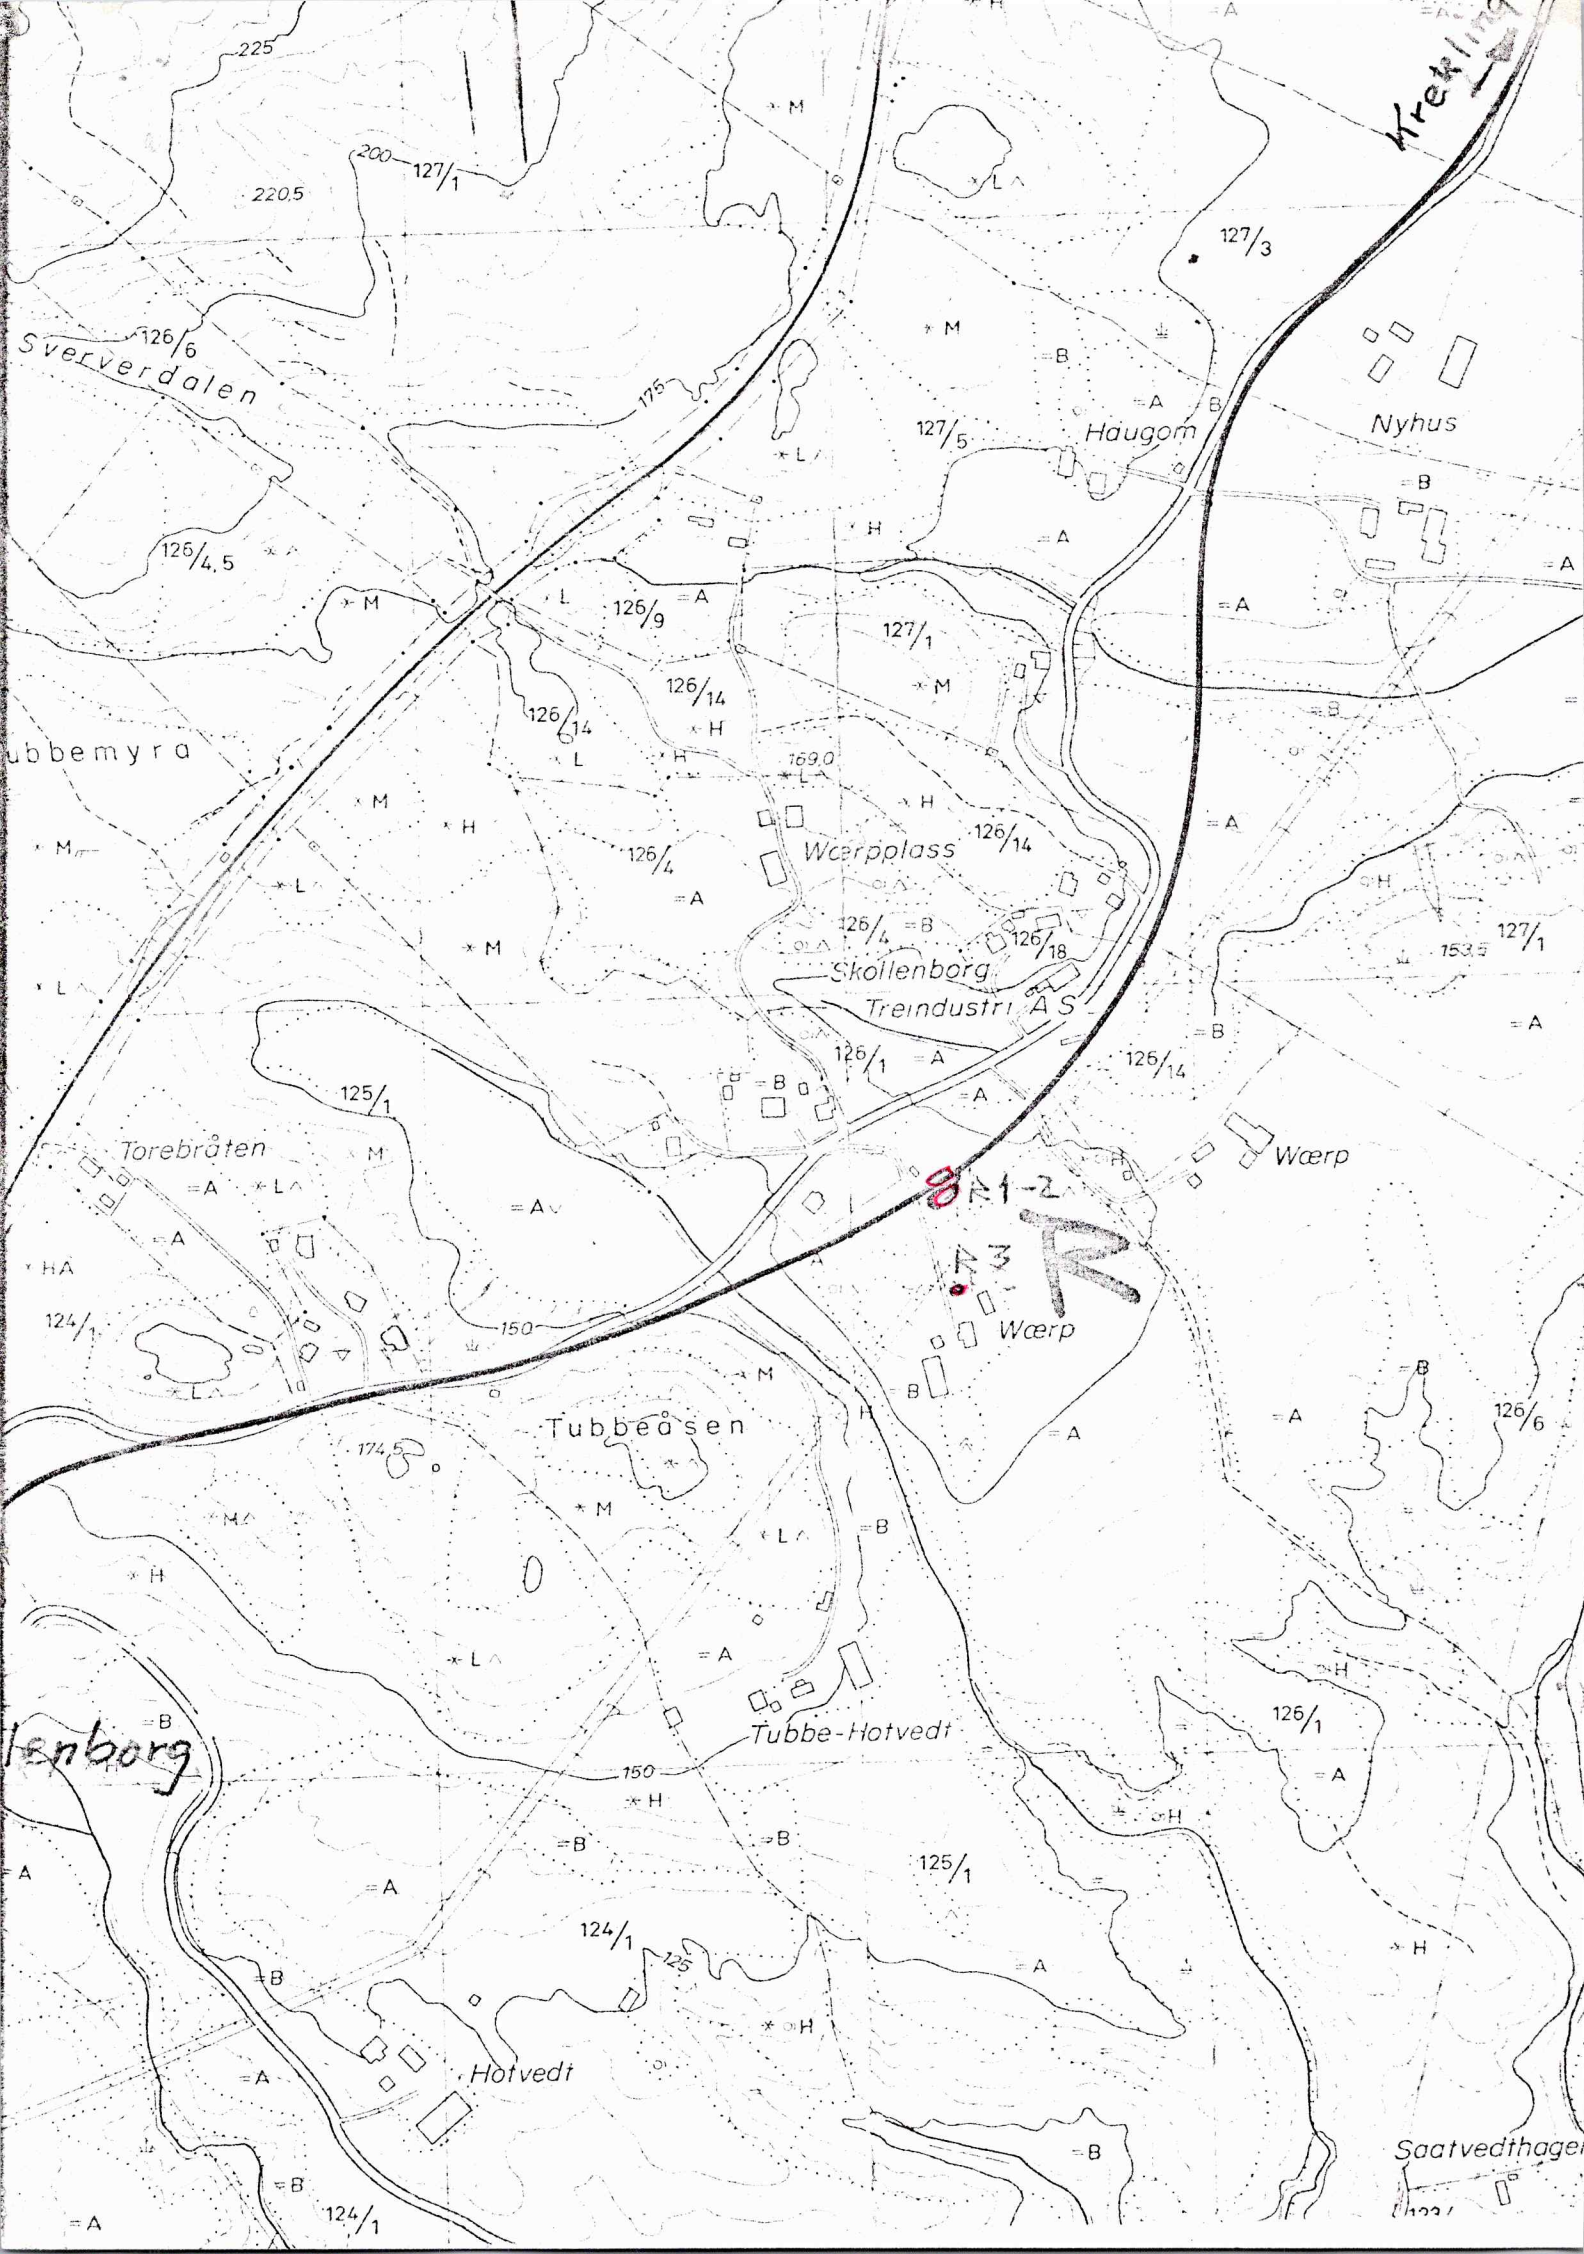 225
Krekling
M
A
H
200
127/1
220.5
L
127/3
126/6
Sververdalen
M
B
175
A
B
127/5
Haugom
Nyhus
L
B
H
126/4,5
A
A
M
L
126/9
A
A
127/1
126/14
M
126/14
H
B
ubbemyra
L
H
169.0
L
M
H
H
A
M
Wærpplass
126/14
126/4
H
L
A
126/4
B
126/18
127/1
M
153,5
Skollenborg
L
Treindustri A S
A
B
126/1
A
126/14
B
125/1
A
Torebråten
M
H
Wærp
A
L
R1-2
A
A
R3
R
HA
A
124/1
150
Wærp
M
L
B
B
H
126/6
Tubbeåsen
A
A
174,5
M
M
L
B
H
L
A
H
B
126/1
lenborg
Tubbe-Hotvedt
150
A
H
H
B
B
A
125/1
A
124/1
H
125
A
B
H
Hotvedt
A
B
Saatvedthagen
B
124/1
A